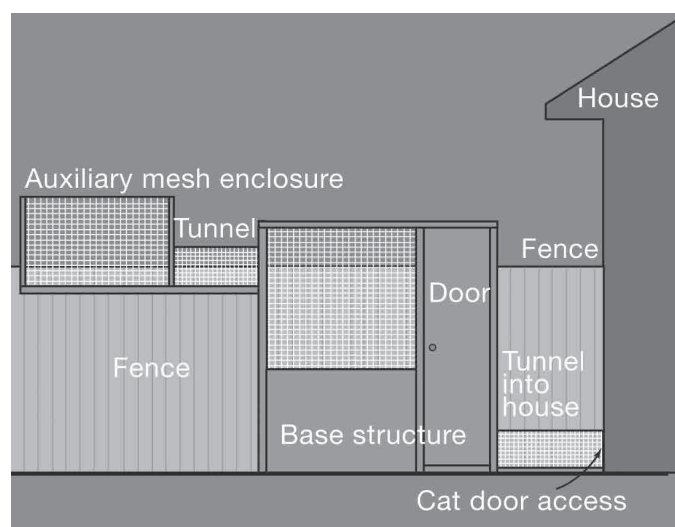 House
Auxiliary mesh enclosure
Tunnel
Fence
Door
Fence
Tunnel
into
house
Base structure
Cat door access